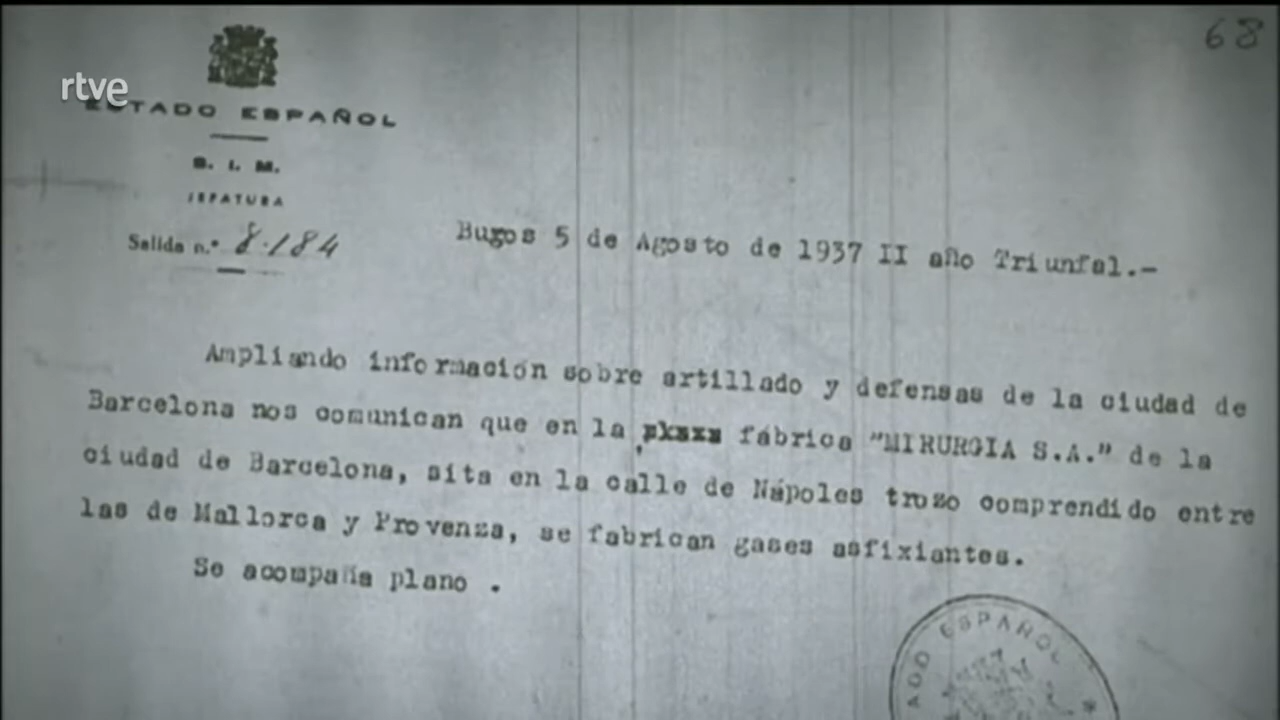 68
rtve
ESTADO ESPAÑOL
S. I. M.
JEFATURA
Salida n.º 8.184
Bugos 5 de Agosto de 1937 II año Triunfal.-
Ampliando información sobre artillado y defensas de la ciudad de
Barcelona nos comunican que en la fábrica "MIRURGIA S.A." de la
ciudad de Barcelona, sita en la calle de Nápoles trozo comprendido entre
las de Mallorca y Provenza, se fabrican gases asfixiantes.
Se acompaña plano .
ADO ESPAÑOL *